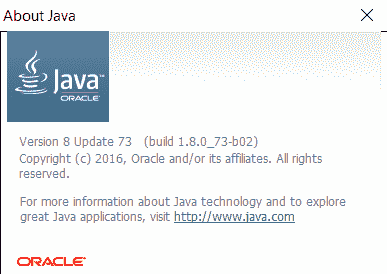 About Java
Java™
ORACLE®
Version 8 Update 73 (build 1.8.0_73-b02)
Copyright (c) 2016, Oracle and/or its affiliates. All rights
reserved.
For more information about Java technology and to explore
great Java applications, visit http://www.java.com
ORACLE®